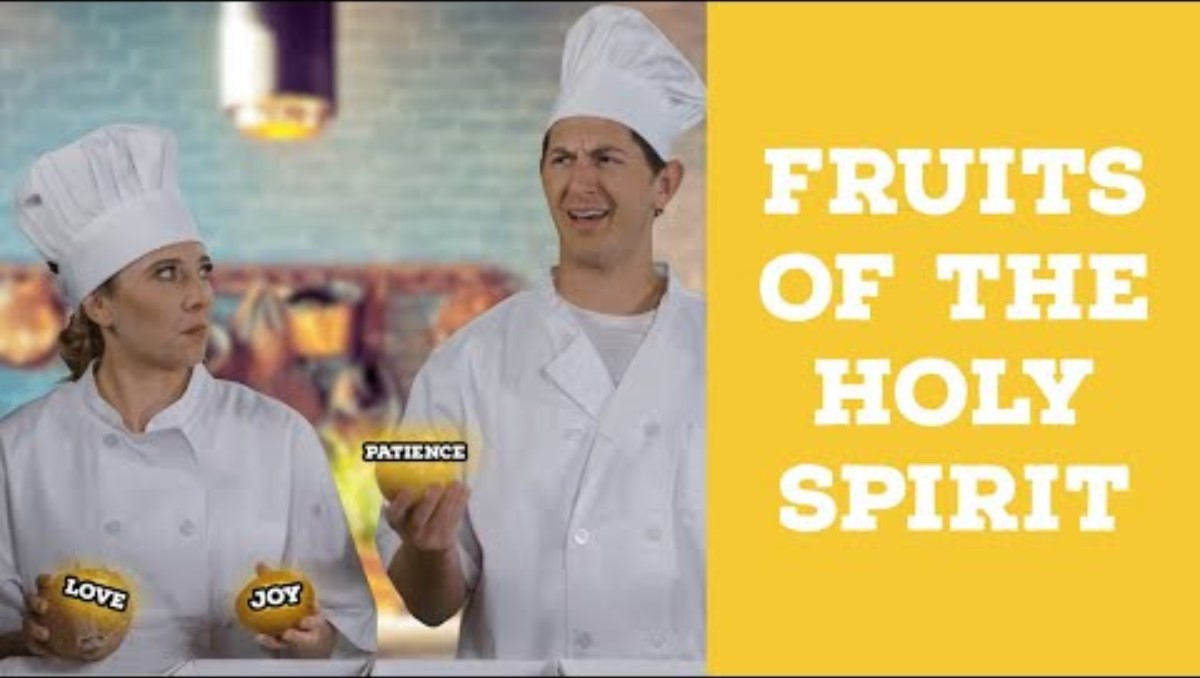 PATIENCE
LOVE
JOY
FRUITS
OF THE
HOLY
SPIRIT